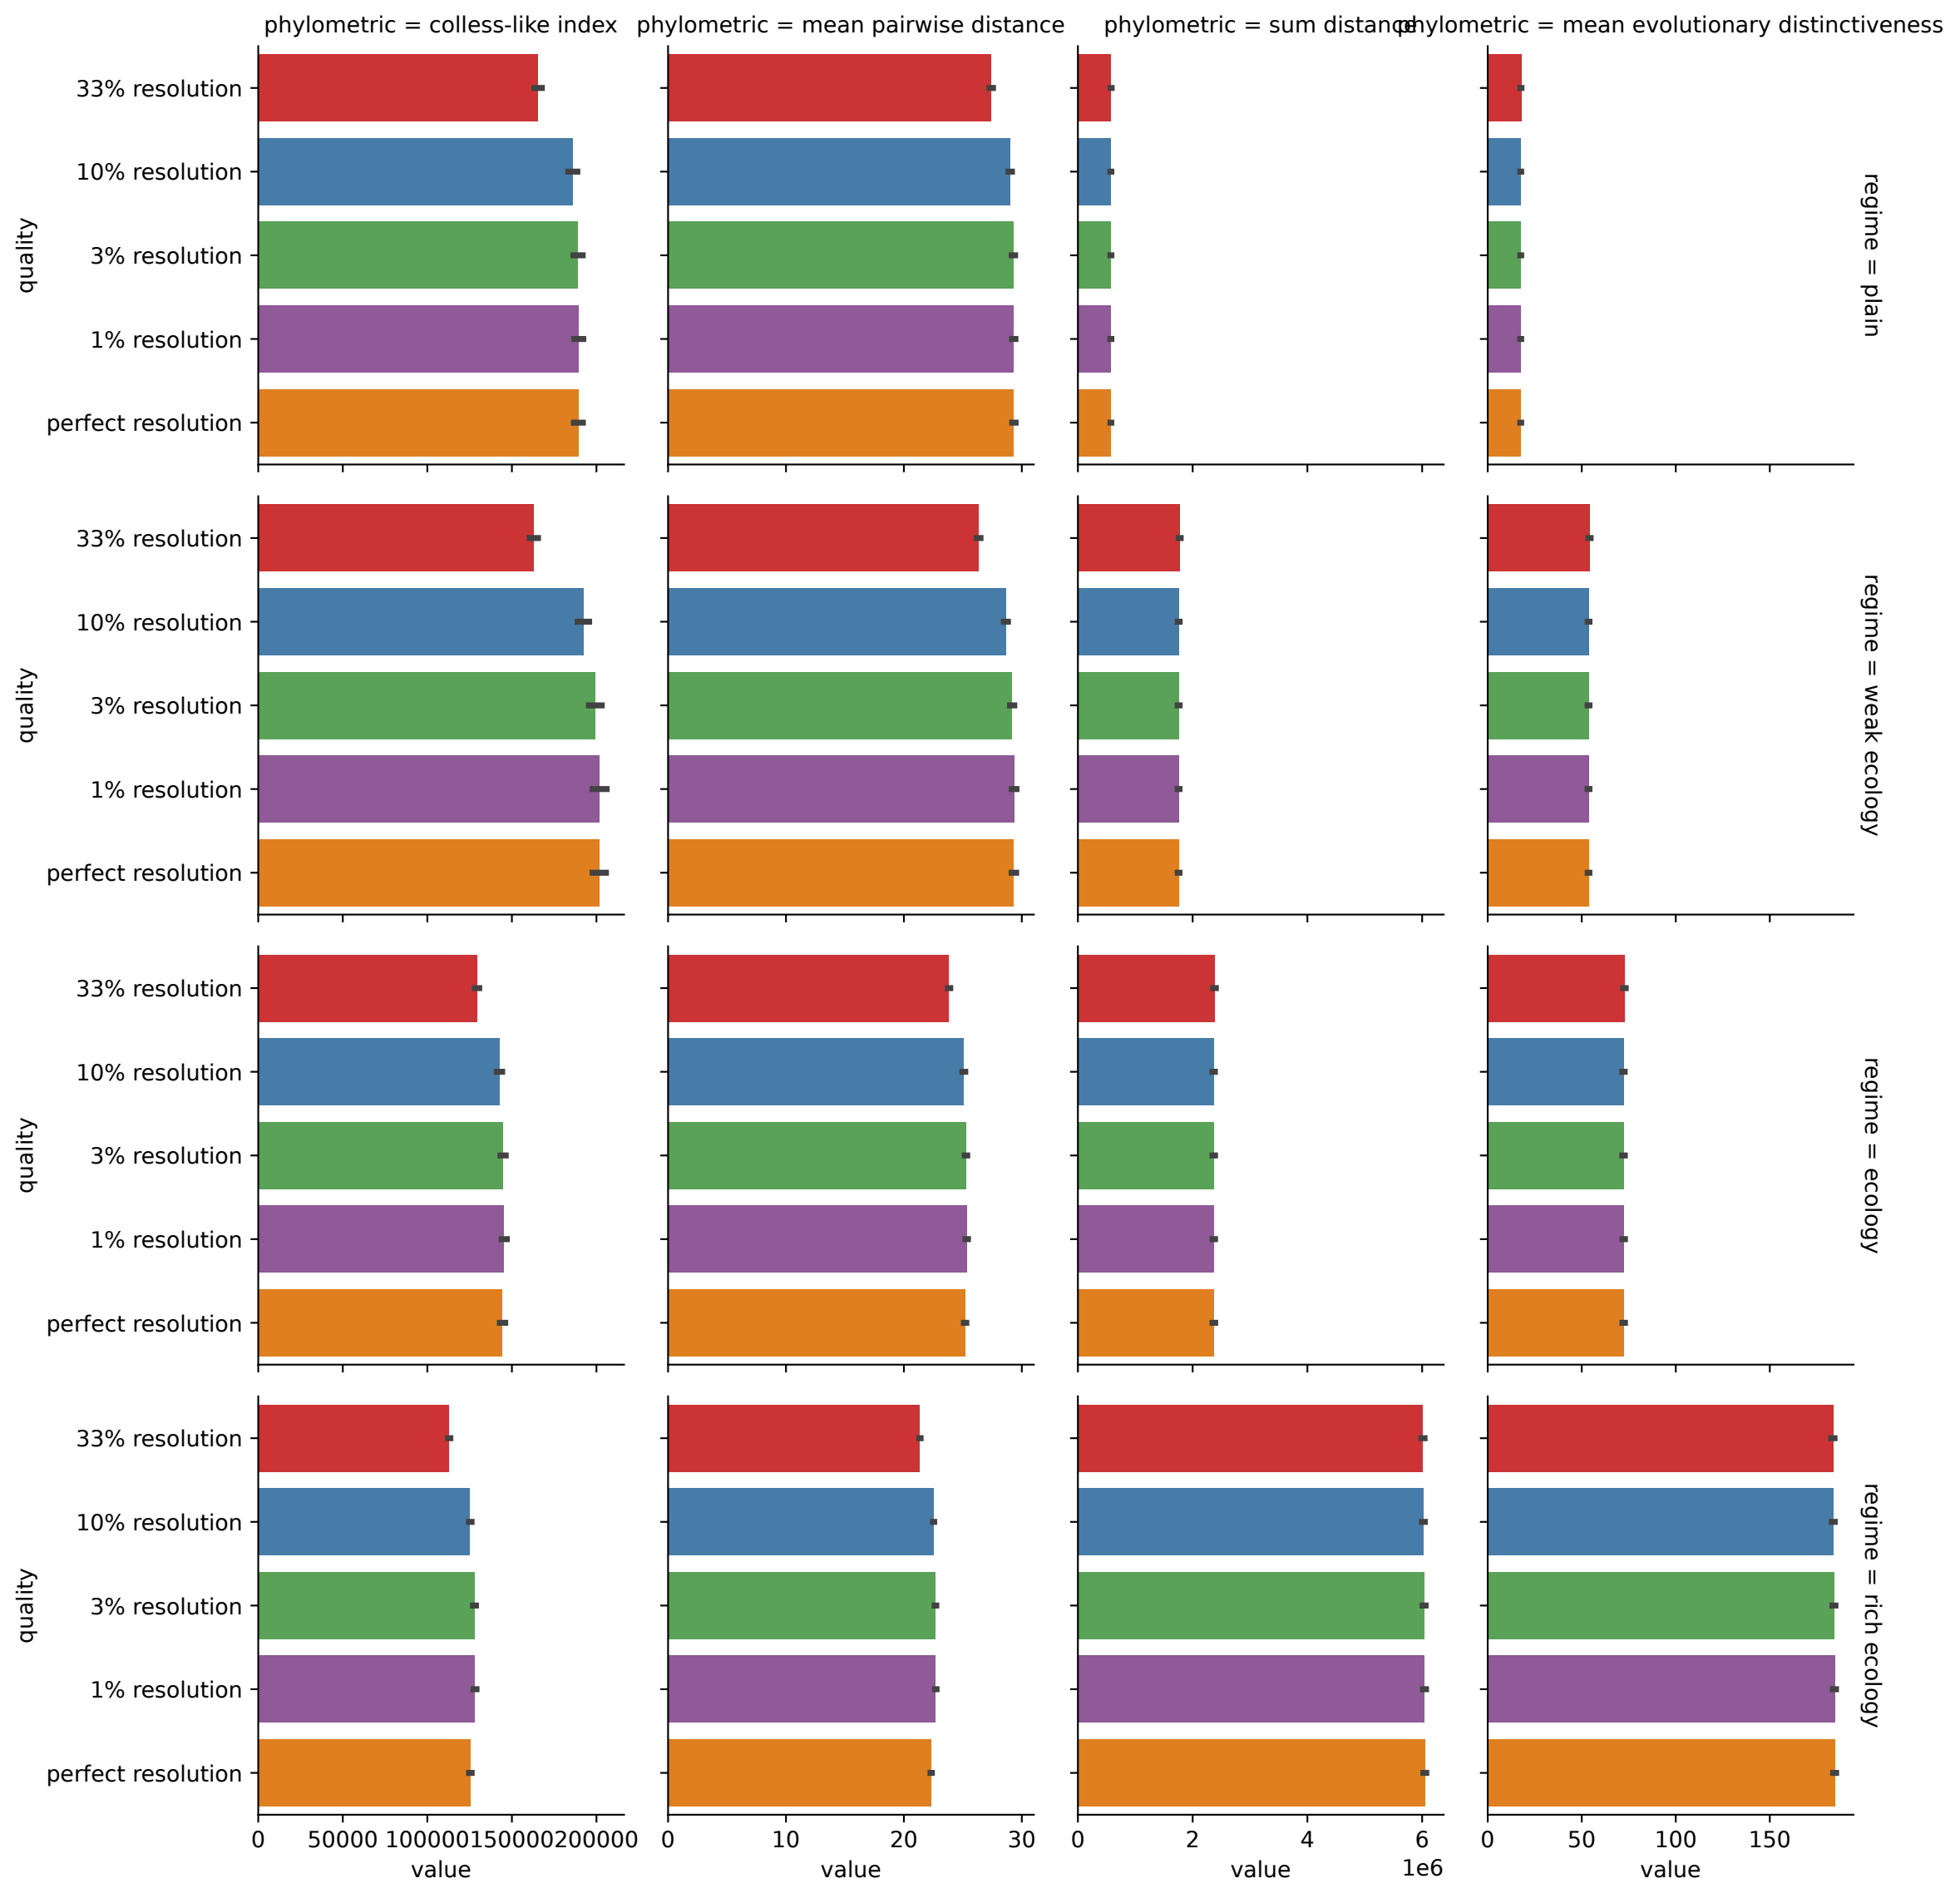 phylometric = colless-like index
phylometric = mean pairwise distance
phylometric = sum distance
phylometric = mean evolutionary distinctiveness
quality
33% resolution
10% resolution
3% resolution
1% resolution
perfect resolution
regime = plain
quality
33% resolution
10% resolution
3% resolution
1% resolution
perfect resolution
regime = weak ecology
quality
33% resolution
10% resolution
3% resolution
1% resolution
perfect resolution
regime = ecology
quality
33% resolution
10% resolution
3% resolution
1% resolution
perfect resolution
regime = rich ecology
0 50000 100000 150000 200000
value
0 10 20 30
value
0 2 4 6
1e6
value
0 50 100 150
value